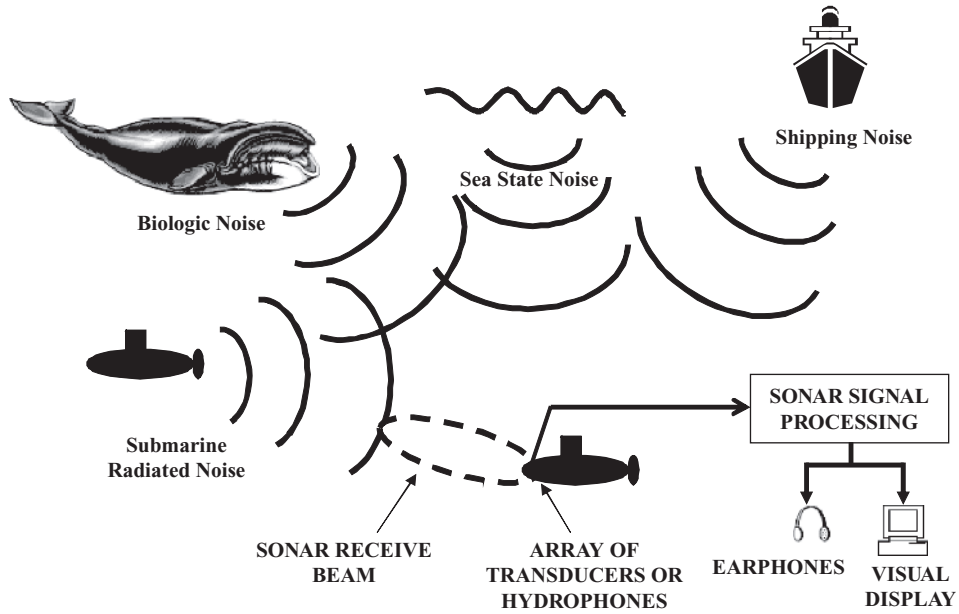 Shipping Noise
Sea State Noise
Biologic Noise
SONAR SIGNAL
PROCESSING
Submarine
Radiated Noise
SONAR RECEIVE
BEAM
ARRAY OF
TRANSDUCERS OR
HYDROPHONES
EARPHONES
VISUAL
DISPLAY